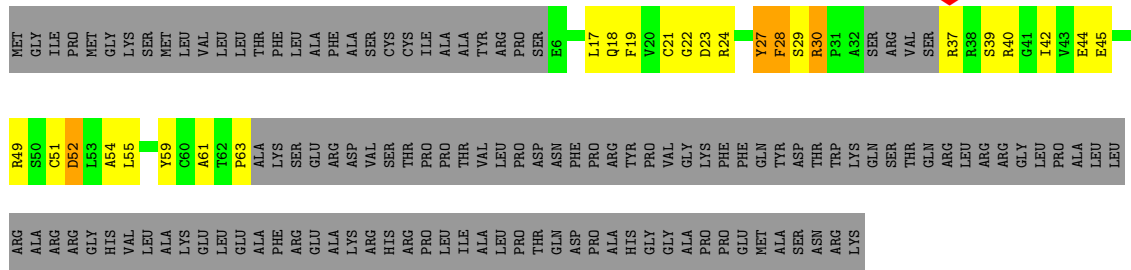 MET GLY ILE PRO MET GLY LYS SER MET LEU VAL LEU LEU THR PHE LEU ALA PHE ALA SER CYS CYS ILE ALA ALA TYR ARG PRO SER E6 L17 Q18 F19 V20 C21 G22 D23 R24 Y27 F28 S29 R30 P31 A32 SER ARG VAL SER R37 R38 S39 R40 G41 I42 V43 E44 E45
R49 S50 C51 D52 L53 A54 L55 Y59 C60 A61 T62 P63 ALA LYS SER GLU ARG ASP VAL SER THR PRO PRO THR VAL LEU PRO ASP ASN PHE PRO ARG TYR PRO VAL GLY LYS PHE PHE GLN TYR ASP THR TRP LYS GLN SER THR GLN ARG LEU ARG ARG GLY LEU PRO ALA LEU LEU
ARG ALA ARG ARG GLY HIS VAL LEU ALA LYS GLU LEU GLU ALA PHE ARG GLU ALA LYS ARG HIS ARG PRO LEU ILE ALA LEU PRO THR GLN ASP PRO ALA HIS GLY GLY ALA PRO PRO GLU MET ALA SER ASN ARG LYS